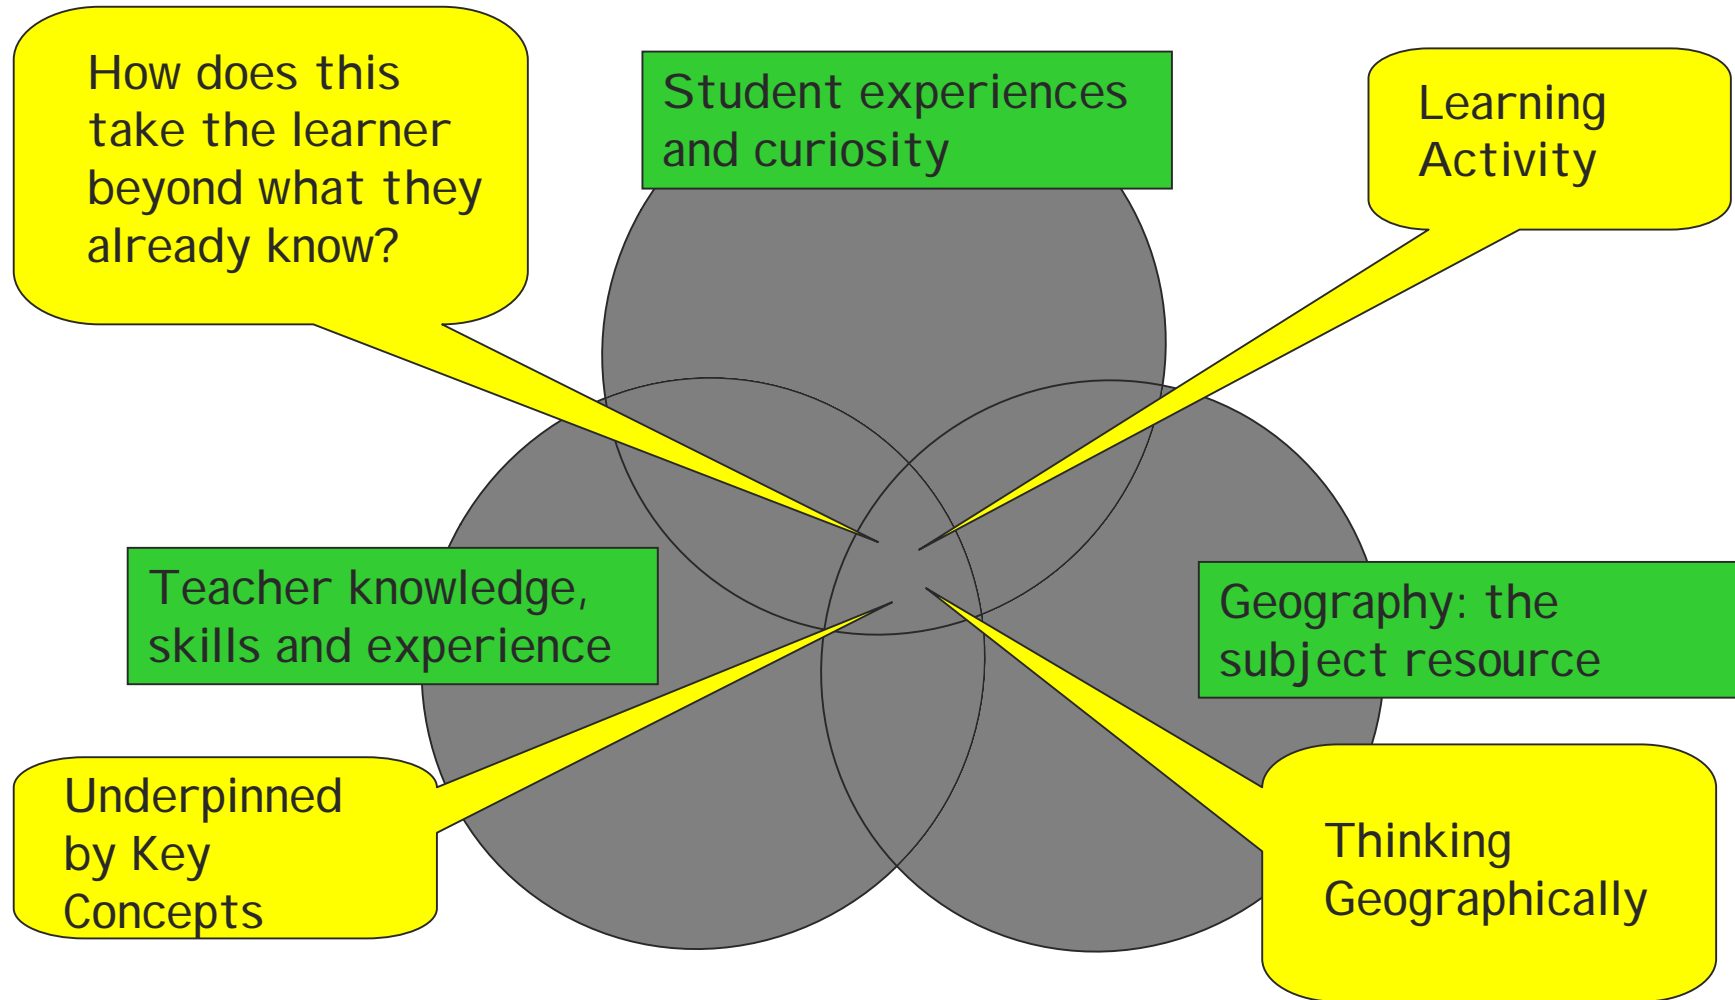 How does this
take the learner
beyond what they
already know?
Student experiences
and curiosity
Learning
Activity
Teacher knowledge,
skills and experience
Geography: the
subject resource
Underpinned
by Key
Concepts
Thinking
Geographically